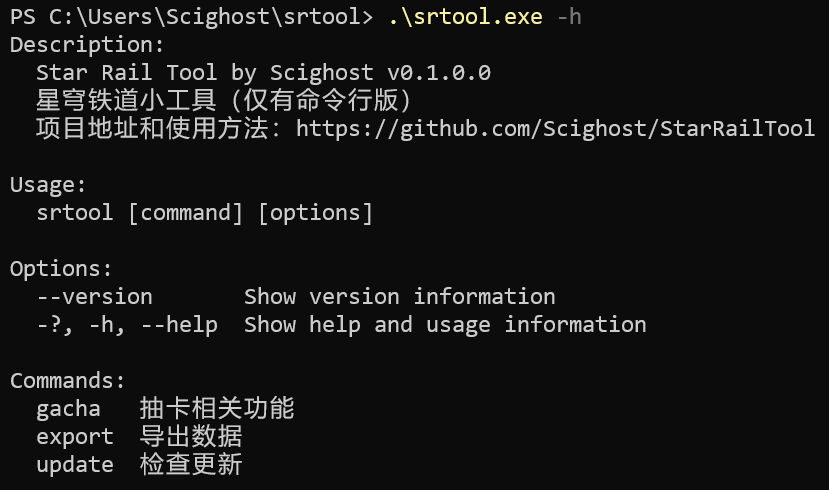 PS C:\Users\Scighost\srtool> .\srtool.exe -h
Description:
  Star Rail Tool by Scighost v0.1.0.0
  星穹铁道小工具（仅有命令行版）
  项目地址和使用方法：https://github.com/Scighost/StarRailTool

Usage:
  srtool [command] [options]

Options:
  --version       Show version information
  -?, -h, --help  Show help and usage information

Commands:
  gacha   抽卡相关功能
  export  导出数据
  update  检查更新